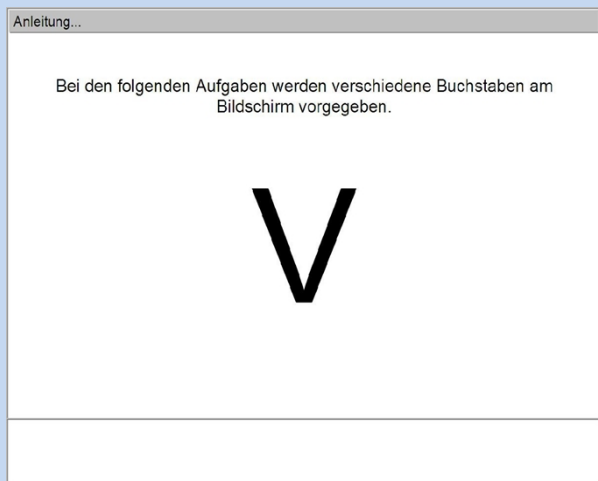 Anleitung...
Bei den folgenden Aufgaben werden verschiedene Buchstaben am
Bildschirm vorgegeben.
V